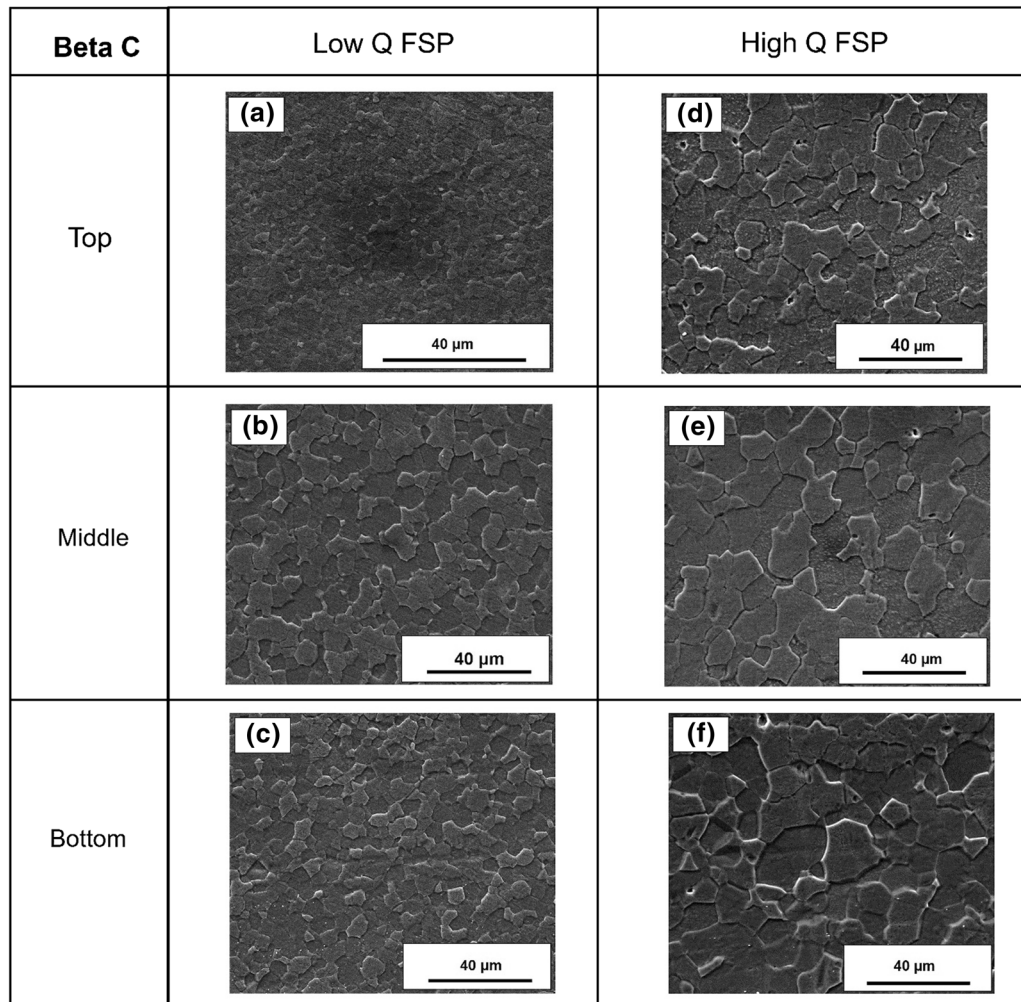 Beta C
Low Q FSP
High Q FSP
Top
(a)
40 µm
(d)
40 µm
Middle
(b)
40 µm
(e)
40 µm
Bottom
(c)
40 µm
(f)
40 µm